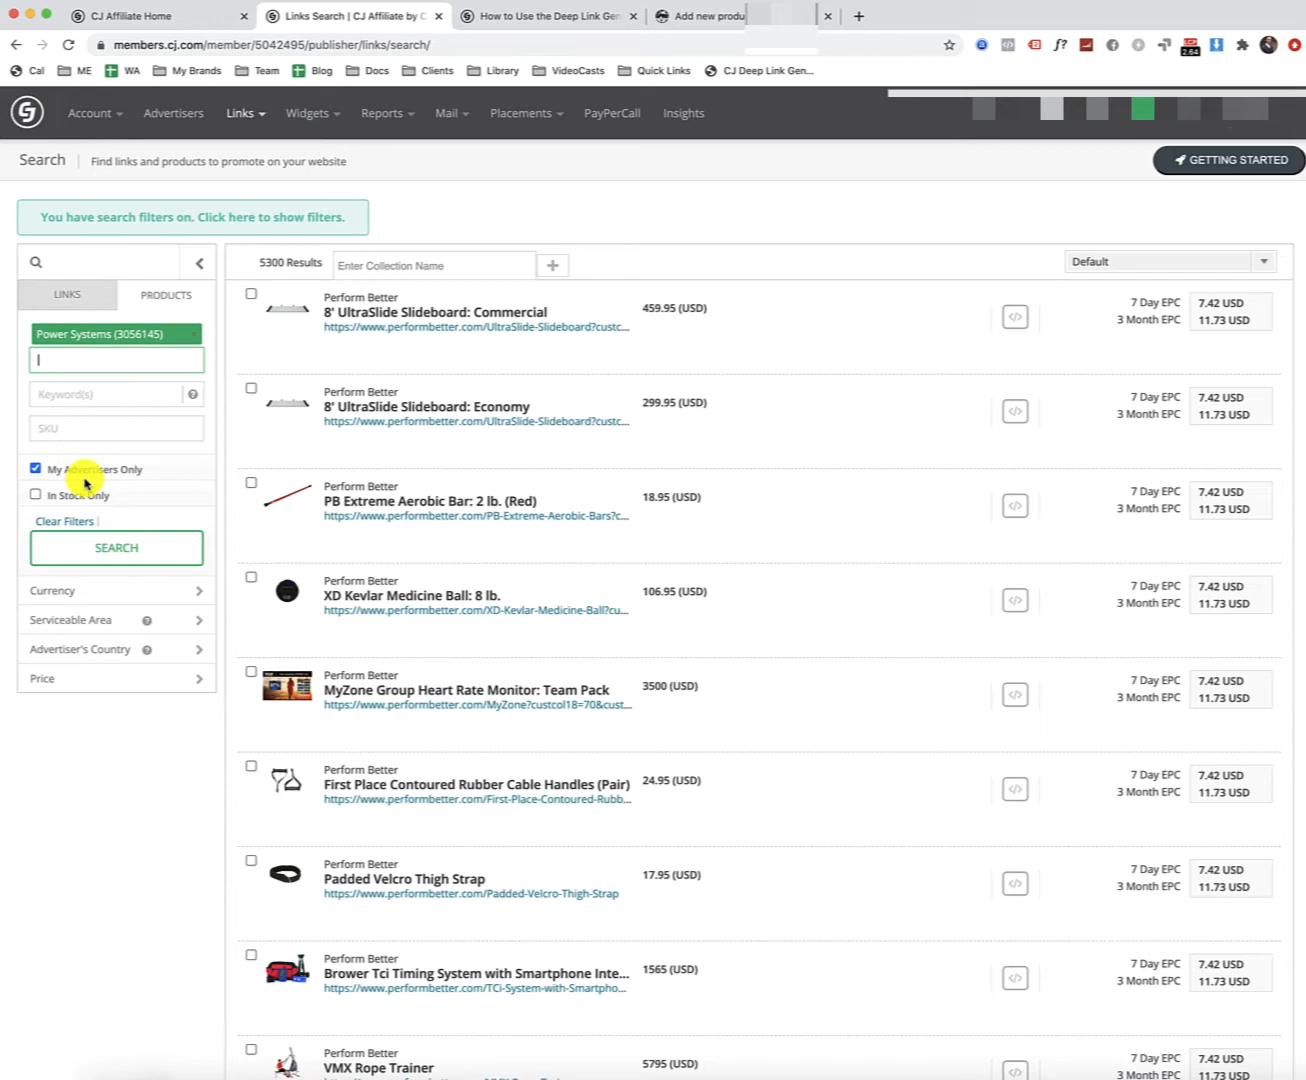 CJ Affiliate Home
Links Search | CJ Affiliate by C
How to Use the Deep Link Gen
Add new produ
members.cj.com/member/5042495/publisher/links/search/
f?
LCP
2.64
Cal
ME
WA
My Brands
Team
Blog
Docs
Clients
Library
VideoCasts
Quick Links
CJ Deep Link Gen...
Account
Advertisers
Links
Widgets
Reports
Mail
Placements
PayPerCall
Insights
Search
Find links and products to promote on your website
GETTING STARTED
You have search filters on. Click here to show filters.
LINKS
PRODUCTS
Power Systems (3056145)
Keyword(s)
SKU
My Advertisers Only
In Stock Only
Clear Filters |
SEARCH
Currency
Serviceable Area
Advertiser's Country
Price
5300 Results
Enter Collection Name
Default
Perform Better
8' UltraSlide Slideboard: Commercial
https://www.performbetter.com/UltraSlide-Slideboard?custc...
459.95 (USD)
7 Day EPC 7.42 USD
3 Month EPC 11.73 USD
Perform Better
8' UltraSlide Slideboard: Economy
https://www.performbetter.com/UltraSlide-Slideboard?custc...
299.95 (USD)
7 Day EPC 7.42 USD
3 Month EPC 11.73 USD
Perform Better
PB Extreme Aerobic Bar: 2 lb. (Red)
https://www.performbetter.com/PB-Extreme-Aerobic-Bars?c...
18.95 (USD)
7 Day EPC 7.42 USD
3 Month EPC 11.73 USD
Perform Better
XD Kevlar Medicine Ball: 8 lb.
https://www.performbetter.com/XD-Kevlar-Medicine-Ball?cu...
106.95 (USD)
7 Day EPC 7.42 USD
3 Month EPC 11.73 USD
Perform Better
MyZone Group Heart Rate Monitor: Team Pack
https://www.performbetter.com/MyZone?custcol18=70&cust...
3500 (USD)
7 Day EPC 7.42 USD
3 Month EPC 11.73 USD
Perform Better
First Place Contoured Rubber Cable Handles (Pair)
https://www.performbetter.com/First-Place-Contoured-Rubb...
24.95 (USD)
7 Day EPC 7.42 USD
3 Month EPC 11.73 USD
Perform Better
Padded Velcro Thigh Strap
https://www.performbetter.com/Padded-Velcro-Thigh-Strap
17.95 (USD)
7 Day EPC 7.42 USD
3 Month EPC 11.73 USD
Perform Better
Brower Tci Timing System with Smartphone Inte...
https://www.performbetter.com/TCi-System-with-Smartpho...
1565 (USD)
7 Day EPC 7.42 USD
3 Month EPC 11.73 USD
Perform Better
VMX Rope Trainer
5795 (USD)
7 Day EPC 7.42 USD
3 Month EPC 11.73 USD